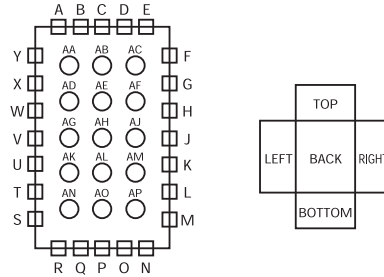 A B C D E
AA AB AC
Y F
X AD AE AF G
W H
V AG AH AJ J
U AK AL AM K
T L
S AN AO AP M
R Q P O N
TOP
LEFT BACK RIGHT
BOTTOM